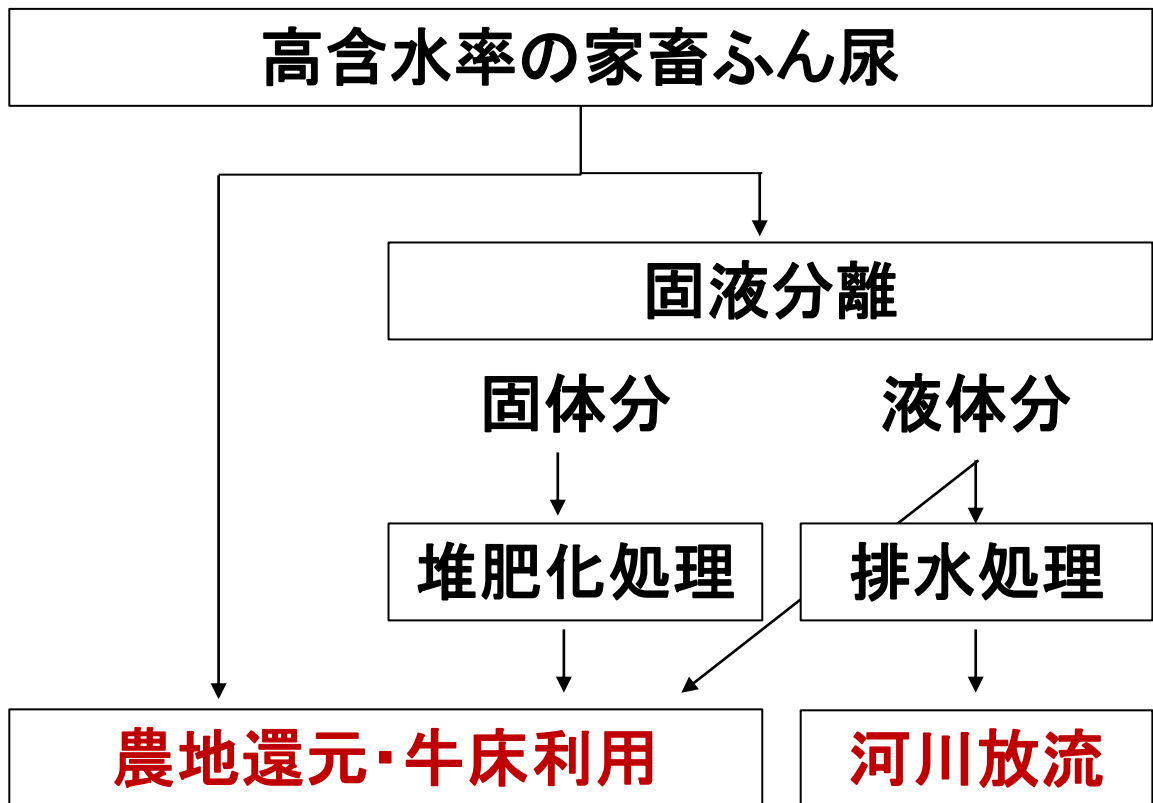 高含水率の家畜ふん尿
固液分離
固体分
液体分
堆肥化処理
排水処理
農地還元・牛床利用
河川放流